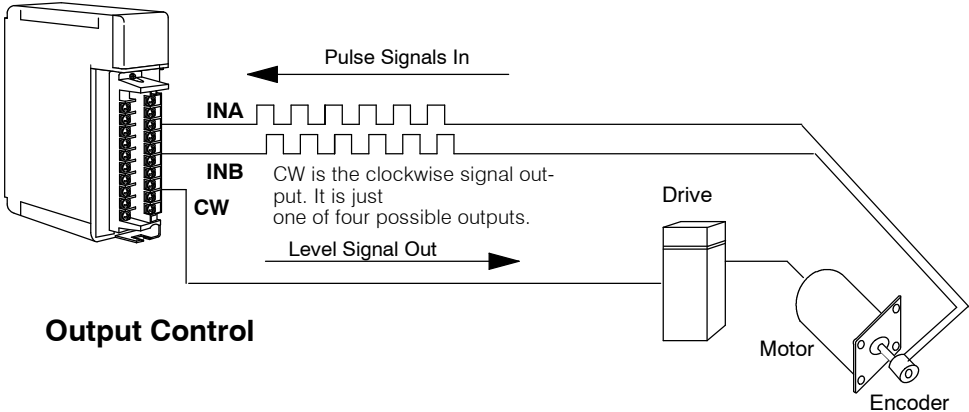 Pulse Signals In
INA
INB
CW is the clockwise signal out-
put. It is just
one of four possible outputs.
CW
Drive
Level Signal Out
Output Control
Motor
Encoder